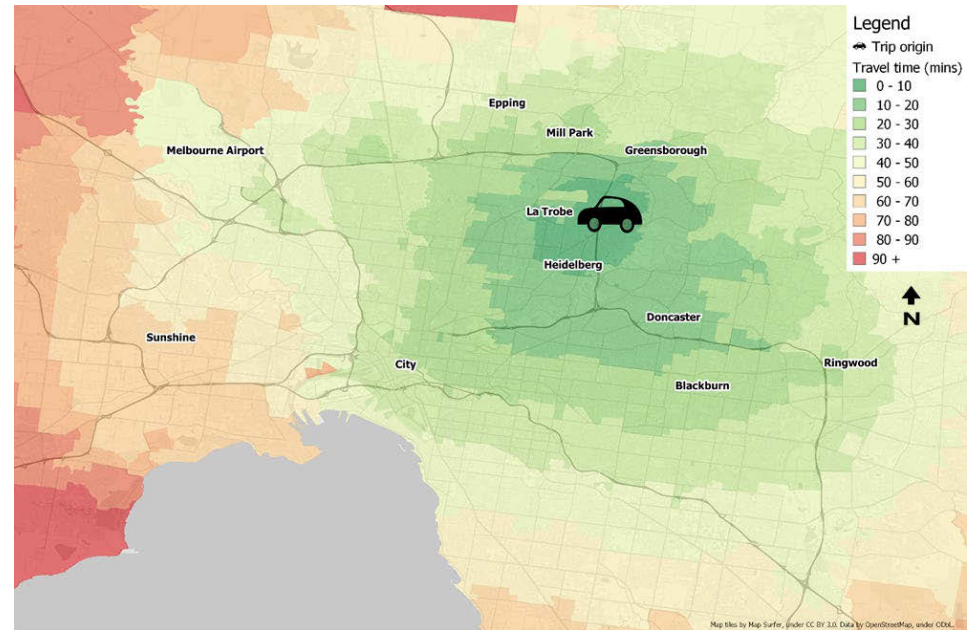 Legend
Trip origin
Travel time (mins)
0 - 10
10 - 20
20 - 30
30 - 40
40 - 50
50 - 60
60 - 70
70 - 80
80 - 90
90 +
N
Epping
Mill Park
Melbourne Airport
Greensborough
La Trobe
Heidelberg
Doncaster
Sunshine
City
Ringwood
Blackburn
Map tiles by Map Surfer, under CC BY 3.0. Data by OpenStreetMap, under ODbL.